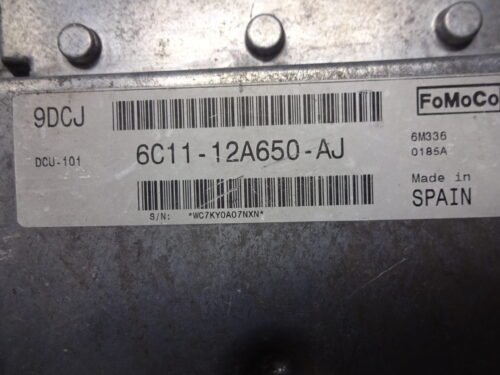 9DCJ
FoMoCo
DCU-101
6C11-12A650-AJ
6M336
0185A
Made in
SPAIN
S/N: *WC7KY0A07NXN*